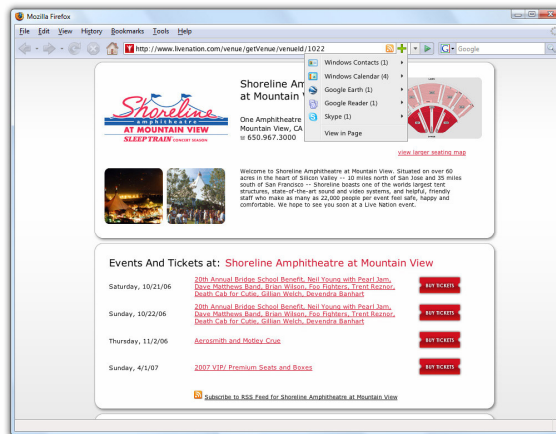 Mozilla Firefox
File Edit View History Bookmarks Tools Help
http://www.livenation.com/venue/getVenue/venueId/1022
Google
Windows Contacts (1)
Windows Calendar (4)
Google Earth (1)
Google Reader (1)
Skype (1)
View in Page
Shoreline
amphitheatre
AT MOUNTAIN VIEW
SLEEPTRAIN CONCERT SEASON
Shoreline Am
at Mountain
One Amphitheatre
Mountain View, CA
650.967.3000
view larger seating map
Welcome to Shoreline Amphitheatre at Mountain View. Situated on over 60
acres in the heart of Silicon Valley -- 10 miles north of San Jose and 35 miles
south of San Francisco -- Shoreline boasts one of the worlds largest tent
structures, state-of-the-art sound and video systems, and helpful, friendly
staff who make as many as 22,000 people per event feel safe, happy and
comfortable. We hope to see you soon at a Live Nation event.
Events And Tickets at: Shoreline Amphitheatre at Mountain View
Saturday, 10/21/06
20th Annual Bridge School Benefit, Neil Young with Pearl Jam,
Dave Matthews Band, Brian Wilson, Foo Fighters, Trent Reznor,
Death Cab for Cutie, Gillian Welch, Devendra Banhart
BUY TICKETS
Sunday, 10/22/06
20th Annual Bridge School Benefit, Neil Young with Pearl Jam,
Dave Matthews Band, Brian Wilson, Foo Fighters, Trent Reznor,
Death Cab for Cutie, Gillian Welch, Devendra Banhart
BUY TICKETS
Thursday, 11/2/06
Aerosmith and Motley Crue
BUY TICKETS
Sunday, 4/1/07
2007 VIP/ Premium Seats and Boxes
BUY TICKETS
Subscribe to RSS Feed for Shoreline Amphitheatre at Mountain View